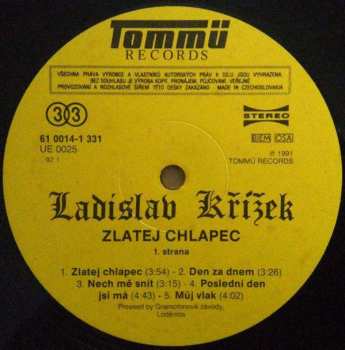 Tommü
RECORDS
VŠECHNA PRÁVA VÝROBCE A VLASTNÍKŮ AUTORSKÝCH PRÁV K DÍLU JSOU VYHRAZENA.
BEZ SOUHLASU JE VÝROBA KOPIÍ, PRONÁJEM, PŮJČOVÁNÍ, VEŘEJNÉ
PROVOZOVÁNÍ A ROZHLASOVÉ ŠÍŘENÍ TÉTO DESKY ZAKÁZÁNO. - MADE IN CZECHOSLOVAKIA
33
STEREO
61 0014-1 331
UE 0025
BIEM OSA
℗ 1991
TOMMÜ RECORDS
Ladislav Křížek
ZLATEJ CHLAPEC
1. strana
1. Zlatej chlapec (3:54) - 2. Den za dnem (3:26)
3. Nech mě snít (3:15) - 4. Poslední den
jsi má (4:43) - 5. Můj vlak (4:02)
Pressed by Gramofonové závody,
Loděnice